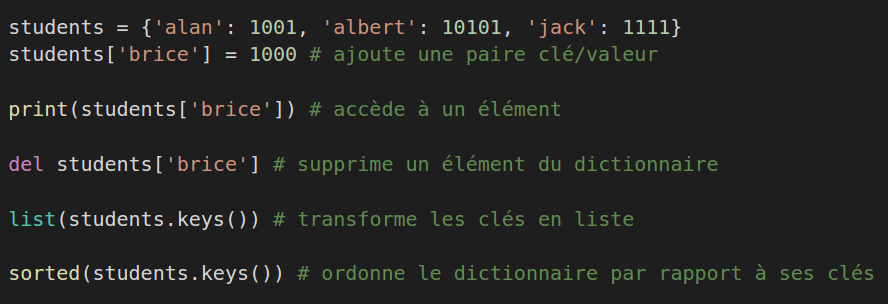 students = {'alan': 1001, 'albert': 10101, 'jack': 1111}
students['brice'] = 1000 # ajoute une paire clé/valeur
print(students['brice']) # accède à un élément
del students['brice'] # supprime un élément du dictionnaire
list(students.keys()) # transforme les clés en liste
sorted(students.keys()) # ordonne le dictionnaire par rapport à ses clés